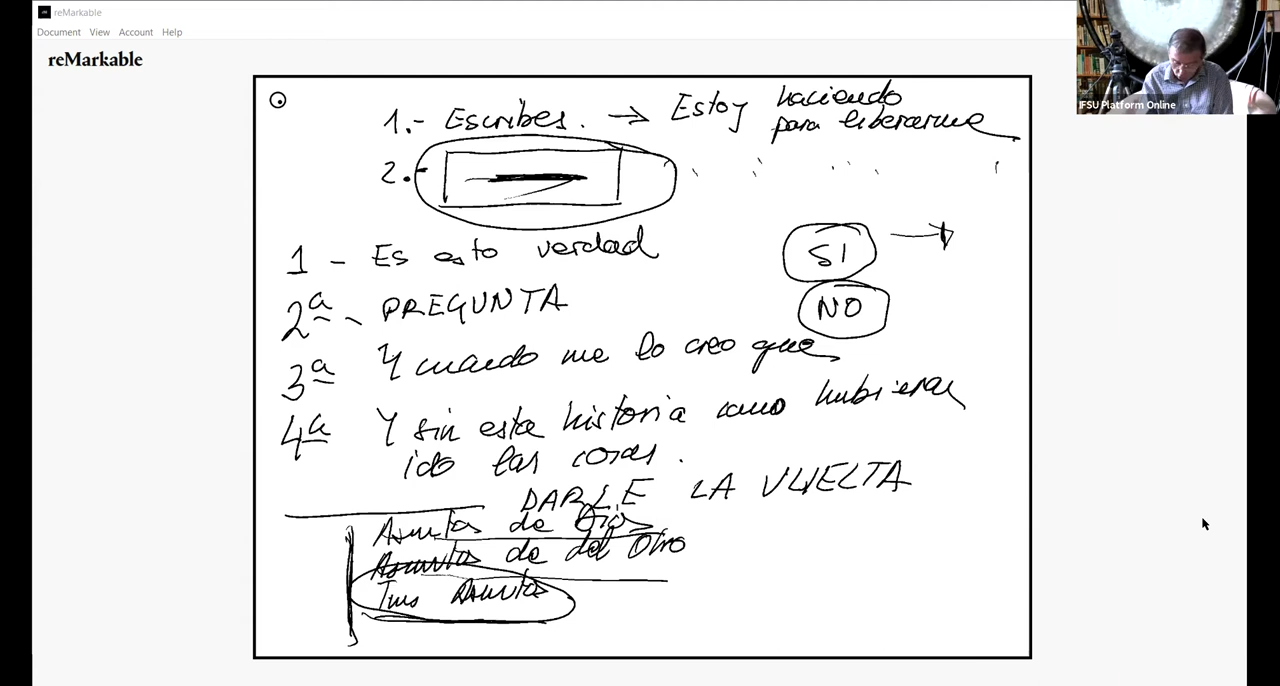 reMarkable
Document View Account Help
reMarkable
IFSU Platform Online
1.- Escribes. → Estoy haciendo
para liberarme
2.-
1 - Es esto verdad
SI →
2ª - PREGUNTA
NO
3ª Y cuando me lo creo que
4ª Y sin esta historia como hubieran
ido las cosas.
DARLE LA VUELTA
Asuntos de Dios
Asuntos de del Otro
Tus Asuntos